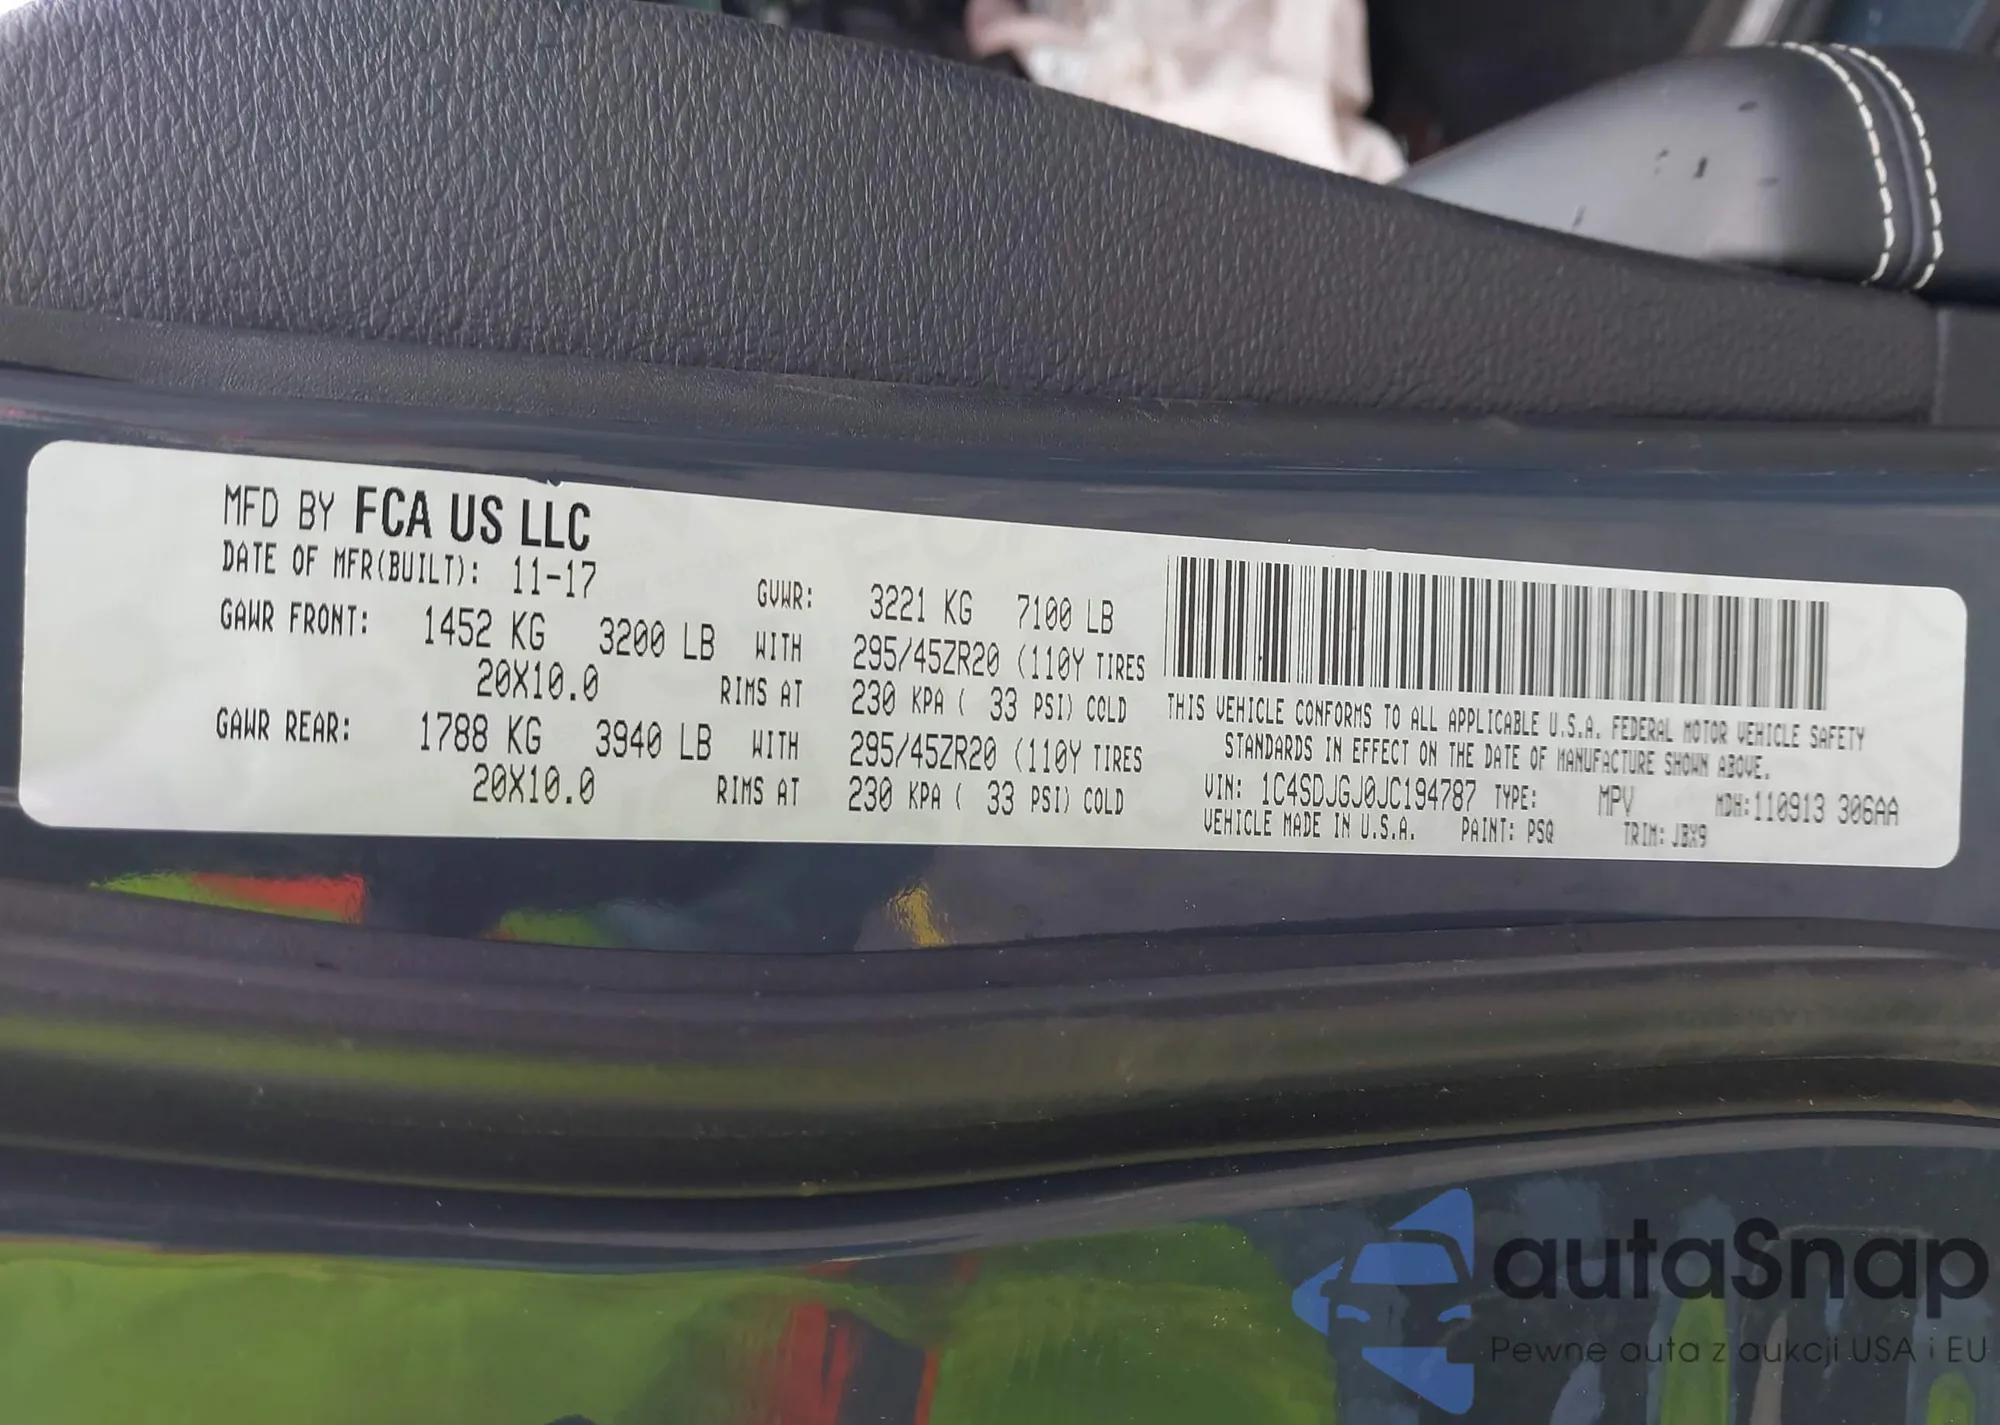 MFD BY FCA US LLC
DATE OF MFR(BUILT): 11-17
GVWR: 3221 KG 7100 LB
GAWR FRONT: 1452 KG 3200 LB WITH 295/45ZR20 (110Y TIRES
20X10.0 RIMS AT 230 KPA ( 33 PSI) COLD
GAWR REAR: 1788 KG 3940 LB WITH 295/45ZR20 (110Y TIRES
20X10.0 RIMS AT 230 KPA ( 33 PSI) COLD
THIS VEHICLE CONFORMS TO ALL APPLICABLE U.S.A. FEDERAL MOTOR VEHICLE SAFETY
STANDARDS IN EFFECT ON THE DATE OF MANUFACTURE SHOWN ABOVE.
VIN: 1C4SDJGJ0JC194787 TYPE: MPV MDH:110913 306AA
VEHICLE MADE IN U.S.A. PAINT: PSQ TRIM: JBX9
autaSnap
Pewne auta z aukcji USA i EU